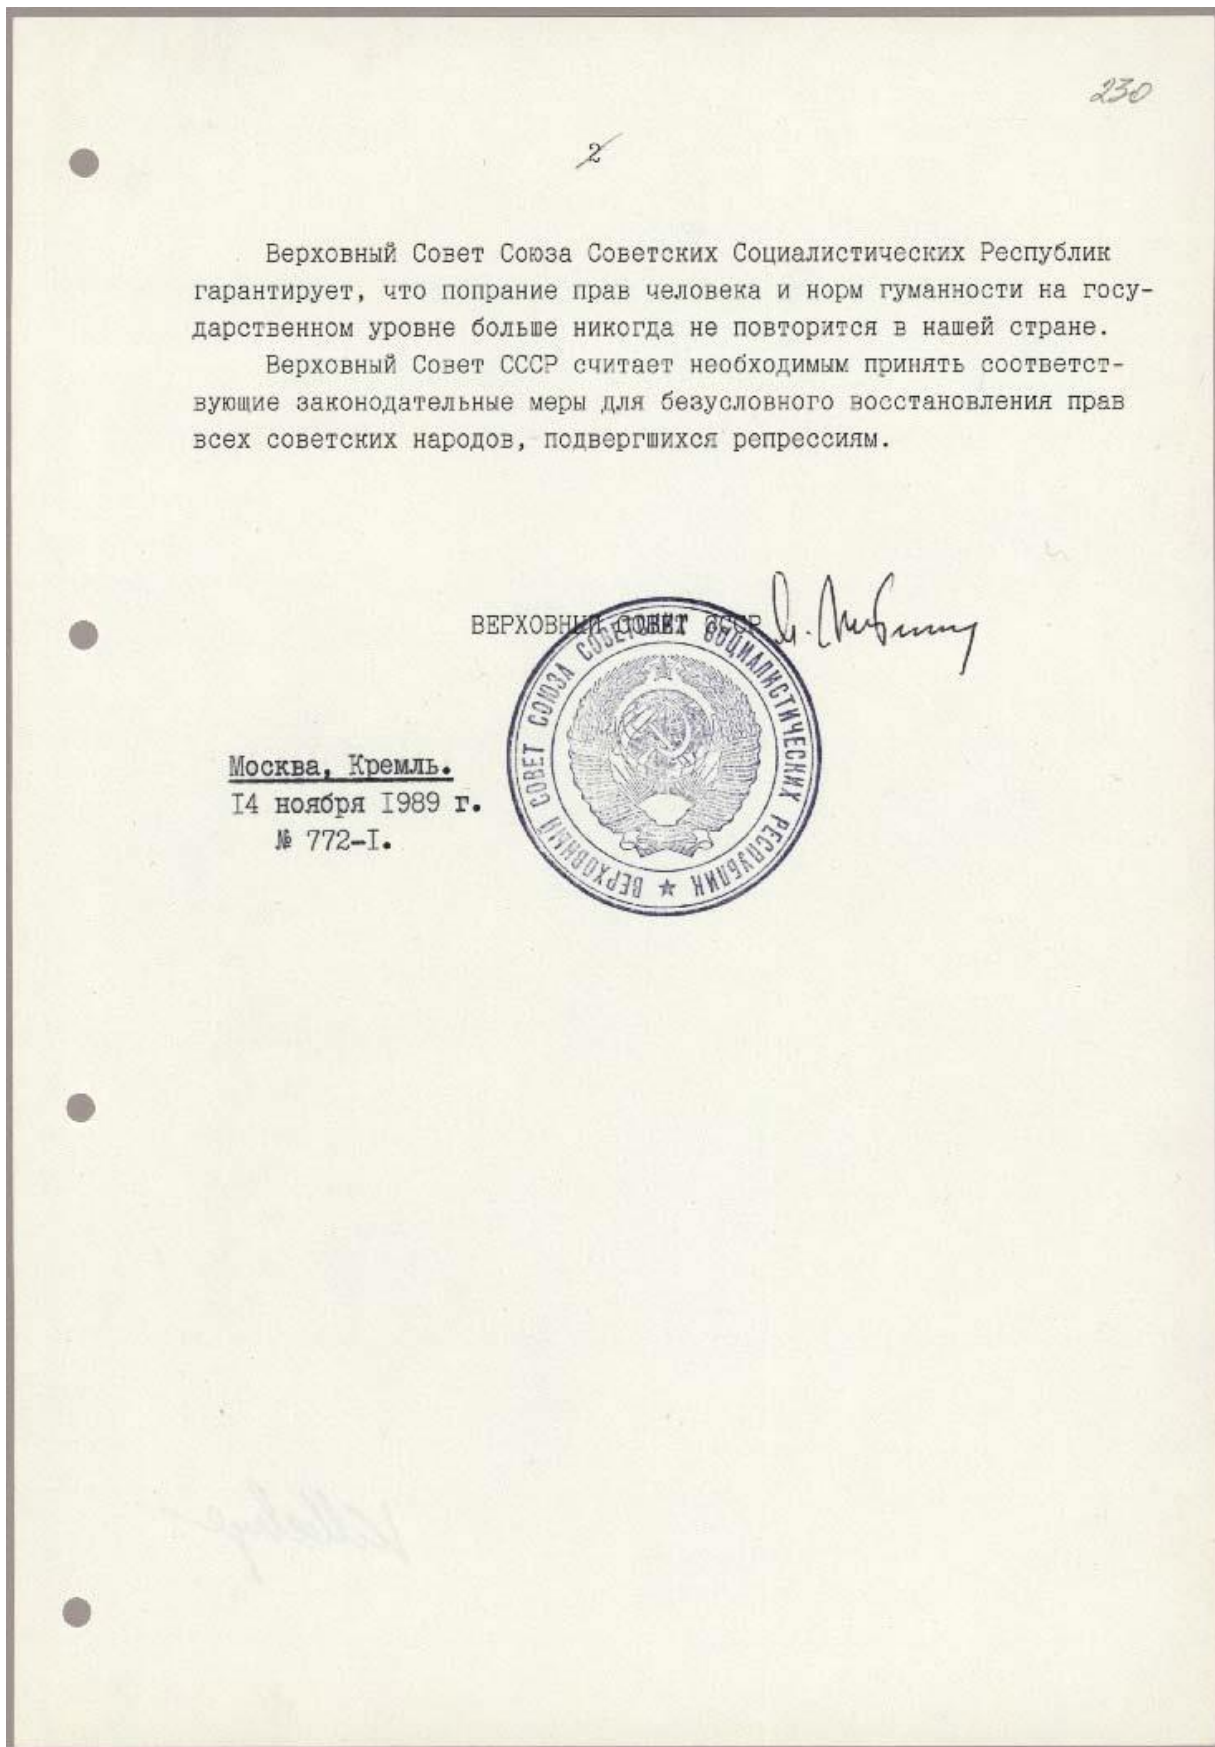 230
2
Верховный Совет Союза Советских Социалистических Республик
гарантирует, что попрание прав человека и норм гуманности на госу-
дарственном уровне больше никогда не повторится в нашей стране.
Верховный Совет СССР считает необходимым принять соответст-
вующие законодательные меры для безусловного восстановления прав
всех советских народов, подвергшихся репрессиям.
ВЕРХОВНЫЙ СОВЕТ СССР
ВЕРХОВНЫЙ СОВЕТ СОЮЗА СОВЕТСКИХ СОЦИАЛИСТИЧЕСКИХ РЕСПУБЛИК
Москва, Кремль.
I4 ноября I989 г.
№ 772-I.